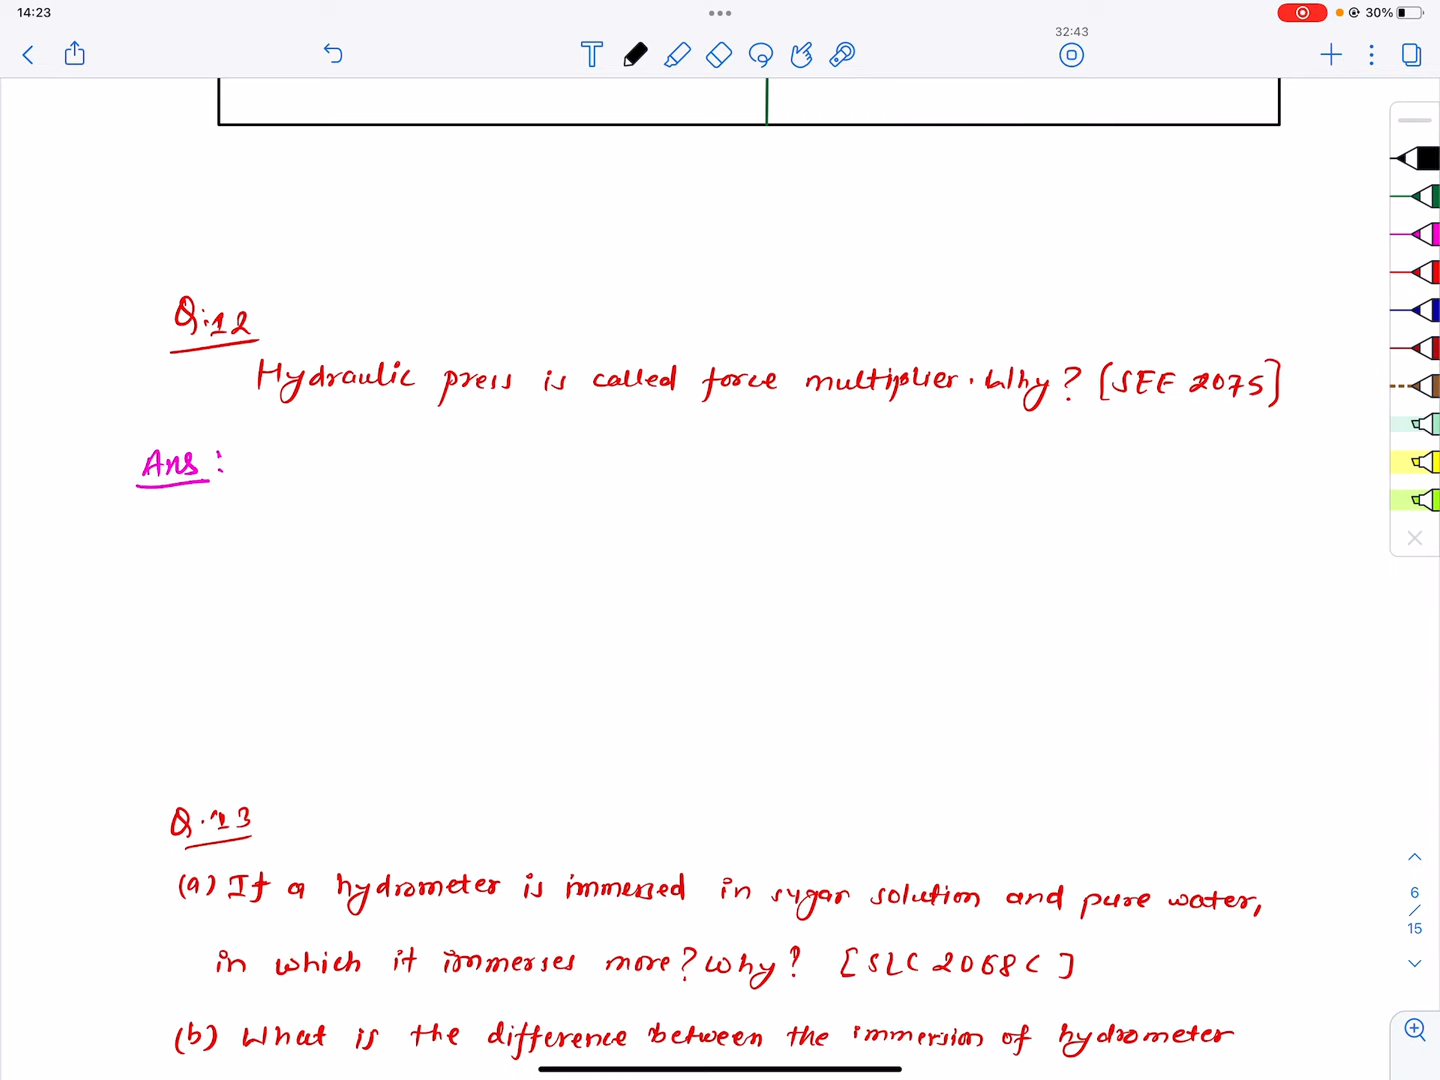 14:23
30%
32:43
Q.12
Hydraulic press is called force multiplier. Why? [SEE 2075]
Ans :
Q.13
(a) If a hydrometer is immersed in sugar solution and pure water,
in which it immerses more? Why? [SLC 2068 C]
(b) What is the difference between the immersion of hydrometer
6
/
15